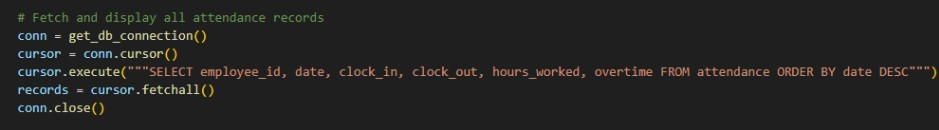 # Fetch and display all attendance records
conn = get_db_connection()
cursor = conn.cursor()
cursor.execute("""SELECT employee_id, date, clock_in, clock_out, hours_worked, overtime FROM attendance ORDER BY date DESC""")
records = cursor.fetchall()
conn.close()